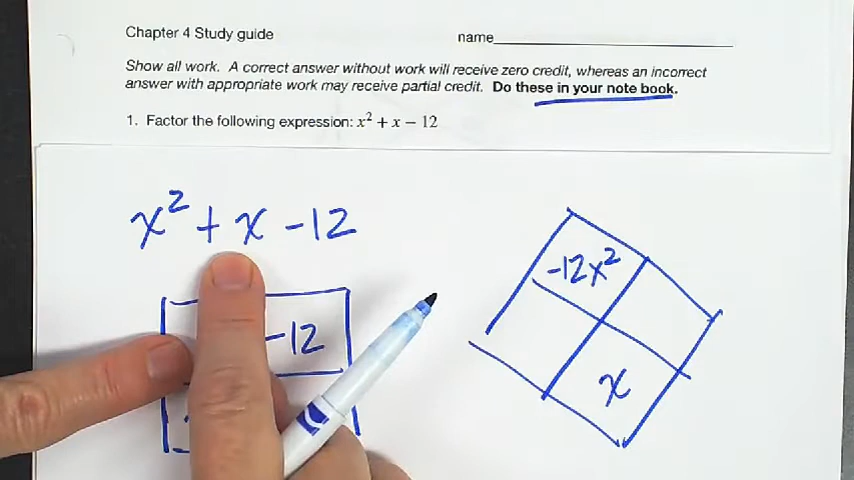 Chapter 4 Study guide
name
Show all work. A correct answer without work will receive zero credit, whereas an incorrect
answer with appropriate work may receive partial credit. Do these in your note book.
1. Factor the following expression: x² + x − 12
x² + x -12
-12x²
-12
x